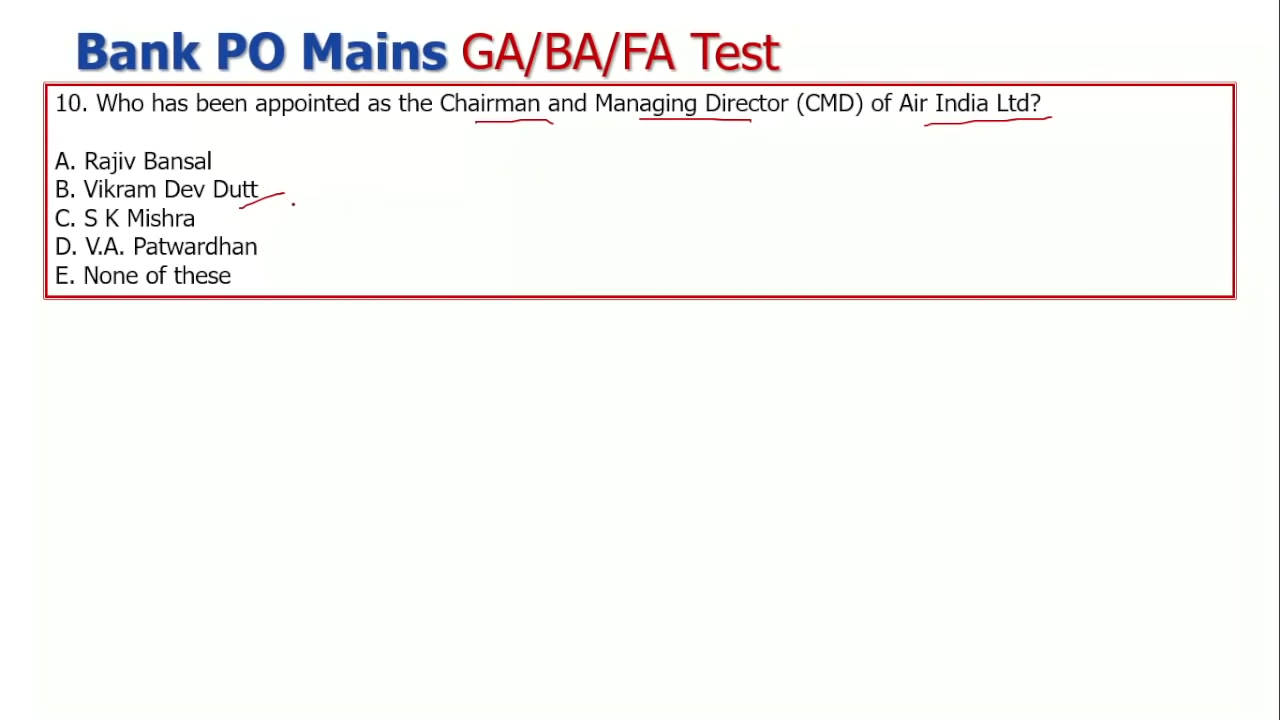 Bank PO Mains GA/BA/FA Test
10. Who has been appointed as the Chairman and Managing Director (CMD) of Air India Ltd?
A. Rajiv Bansal
B. Vikram Dev Dutt
C. S K Mishra
D. V.A. Patwardhan
E. None of these